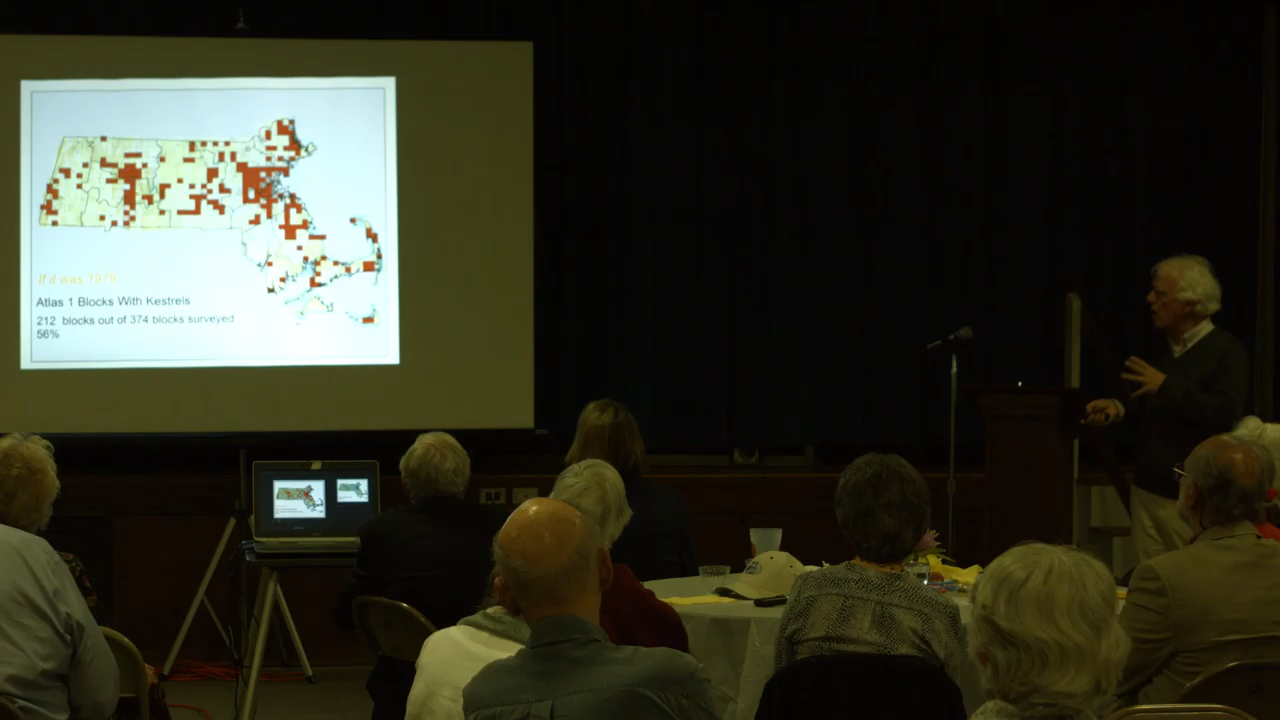 If it was 1979
Atlas 1 Blocks With Kestrels
212 blocks out of 374 blocks surveyed
56%